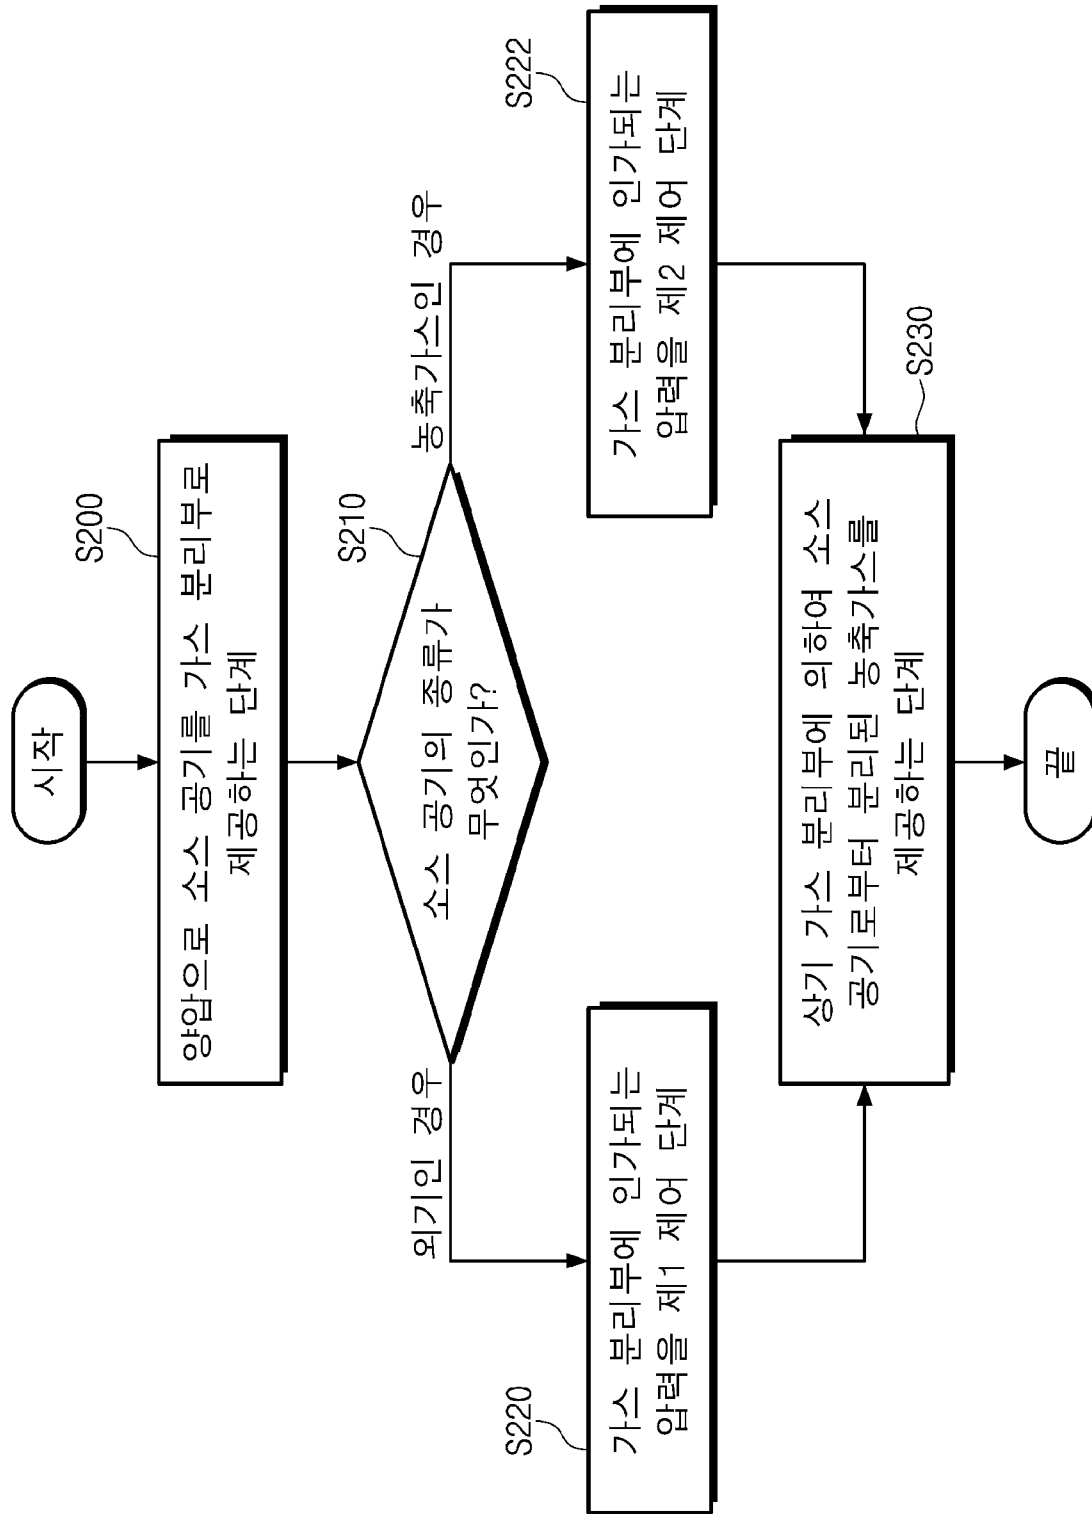 시작
S200
양압으로 소스 공기를 가스 분리부로
제공하는 단계
S210
소스 공기의 종류가
무엇인가?
외기인 경우
농축가스인 경우
S220
가스 분리부에 인가되는
압력을 제1 제어 단계
S222
가스 분리부에 인가되는
압력을 제2 제어 단계
S230
상기 가스 분리부에 의하여 소스
공기로부터 분리된 농축가스를
제공하는 단계
끝